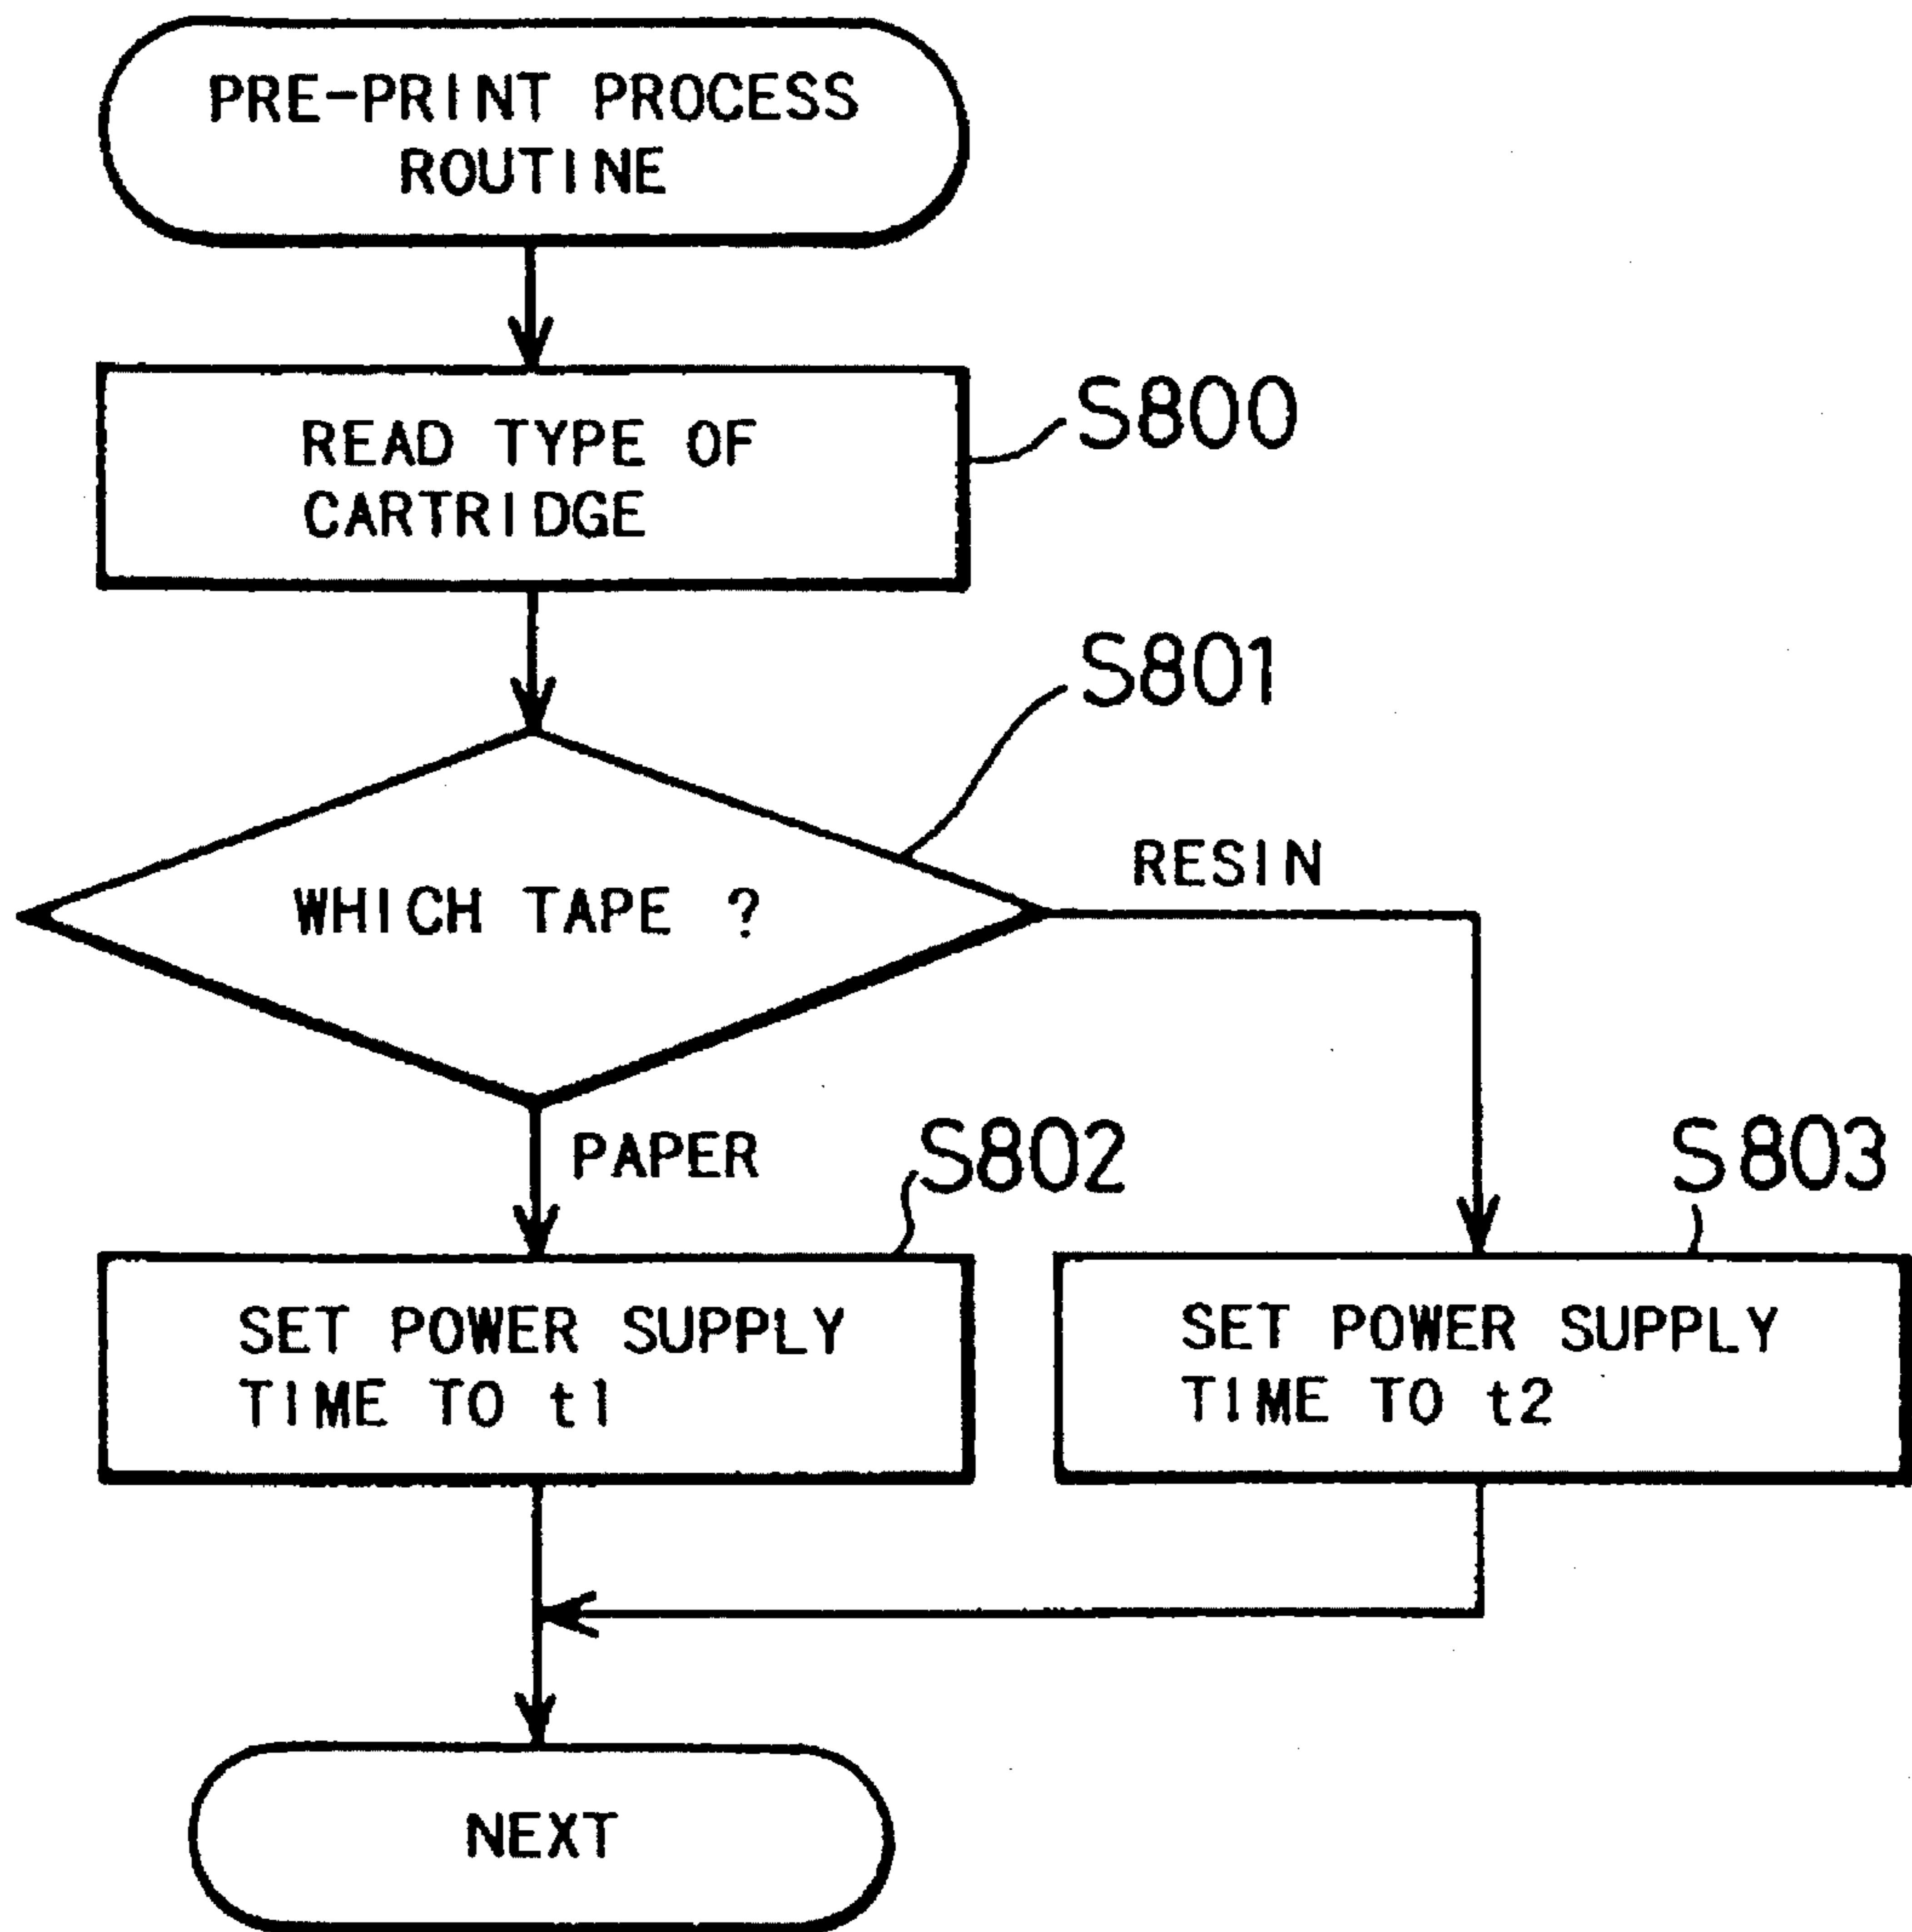 PRE-PRINT PROCESS
ROUTINE
READ TYPE OF
CARTRIDGE
S800
S801
WHICH TAPE ?
RESIN
PAPER
S802
S803
SET POWER SUPPLY
TIME TO t1
SET POWER SUPPLY
TIME TO t2
NEXT